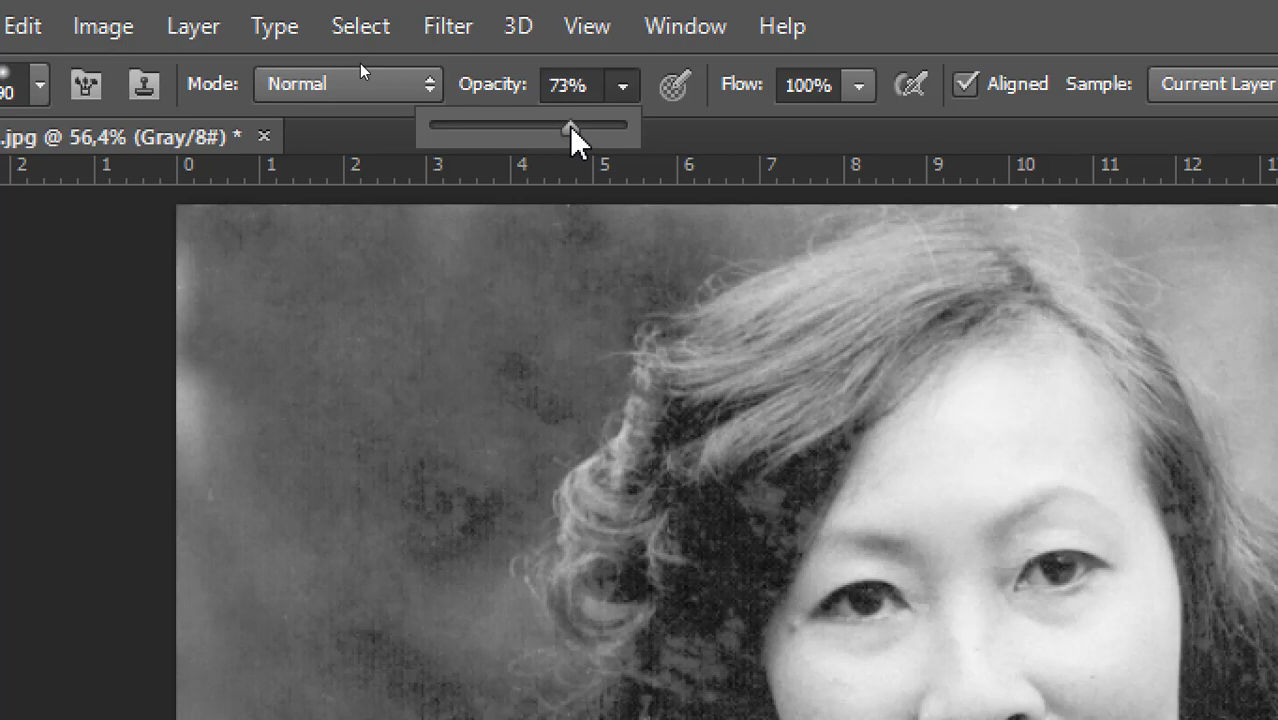 Edit Image Layer Type Select Filter 3D View Window Help
90 Mode: Normal Opacity: 73% Flow: 100% Aligned Sample: Current Layer
.jpg @ 56,4% (Gray/8#) * ×
2 1 0 1 2 3 4 5 6 7 8 9 10 11 12